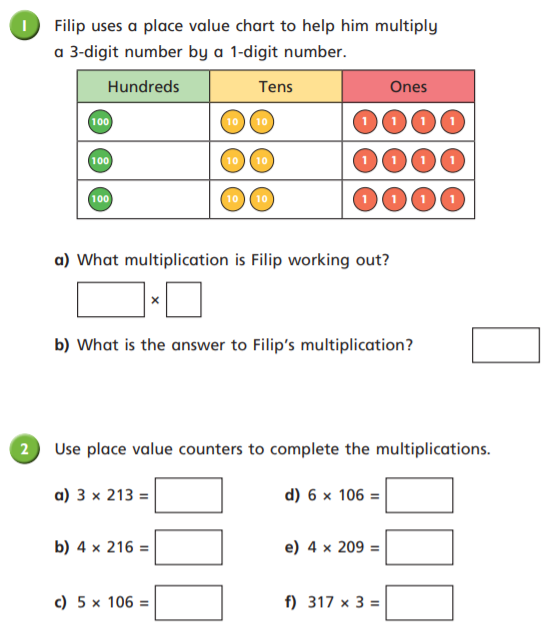 1 Filip uses a place value chart to help him multiply
a 3-digit number by a 1-digit number.
Hundreds Tens Ones
100 10 10 1 1 1 1
100 10 10 1 1 1 1
100 10 10 1 1 1 1
a) What multiplication is Filip working out?
×
b) What is the answer to Filip's multiplication?
2 Use place value counters to complete the multiplications.
a) 3 × 213 = d) 6 × 106 =
b) 4 × 216 = e) 4 × 209 =
c) 5 × 106 = f) 317 × 3 =